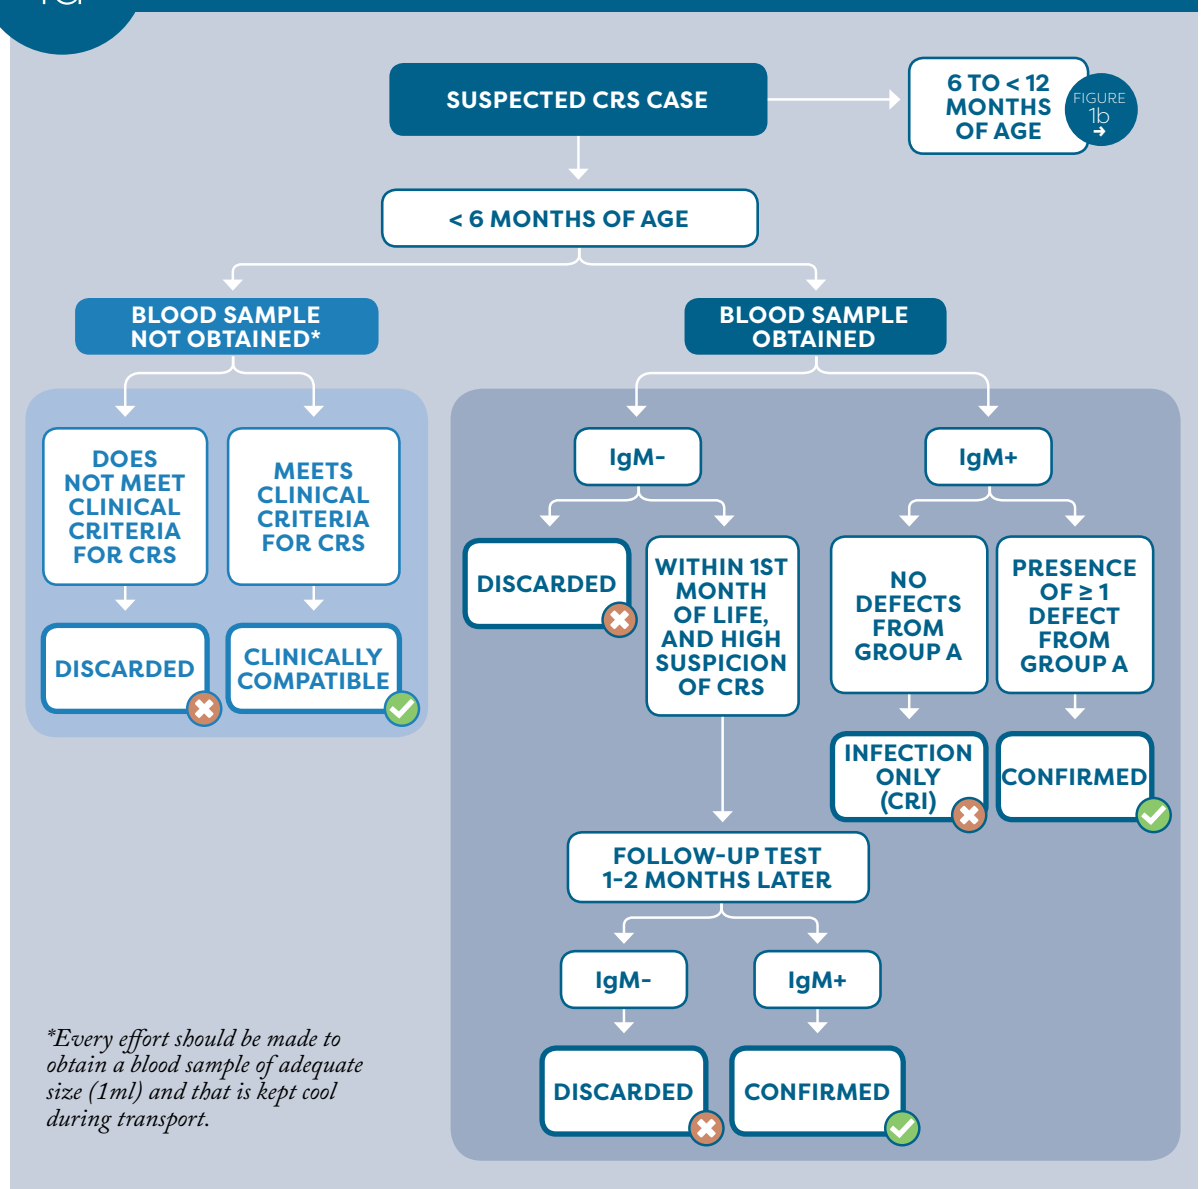 SUSPECTED CRS CASE
6 TO < 12
MONTHS
OF AGE
FIGURE
1b
< 6 MONTHS OF AGE
BLOOD SAMPLE
NOT OBTAINED*
BLOOD SAMPLE
OBTAINED
DOES
NOT MEET
CLINICAL
CRITERIA
FOR CRS
MEETS
CLINICAL
CRITERIA
FOR CRS
DISCARDED
CLINICALLY
COMPATIBLE
IgM-
IgM+
DISCARDED
WITHIN 1ST
MONTH
OF LIFE,
AND HIGH
SUSPICION
OF CRS
NO
DEFECTS
FROM
GROUP A
PRESENCE
OF ≥ 1
DEFECT
FROM
GROUP A
INFECTION
ONLY
(CRI)
CONFIRMED
FOLLOW-UP TEST
1-2 MONTHS LATER
IgM-
IgM+
DISCARDED
CONFIRMED
*Every effort should be made to
obtain a blood sample of adequate
size (1ml) and that is kept cool
during transport.